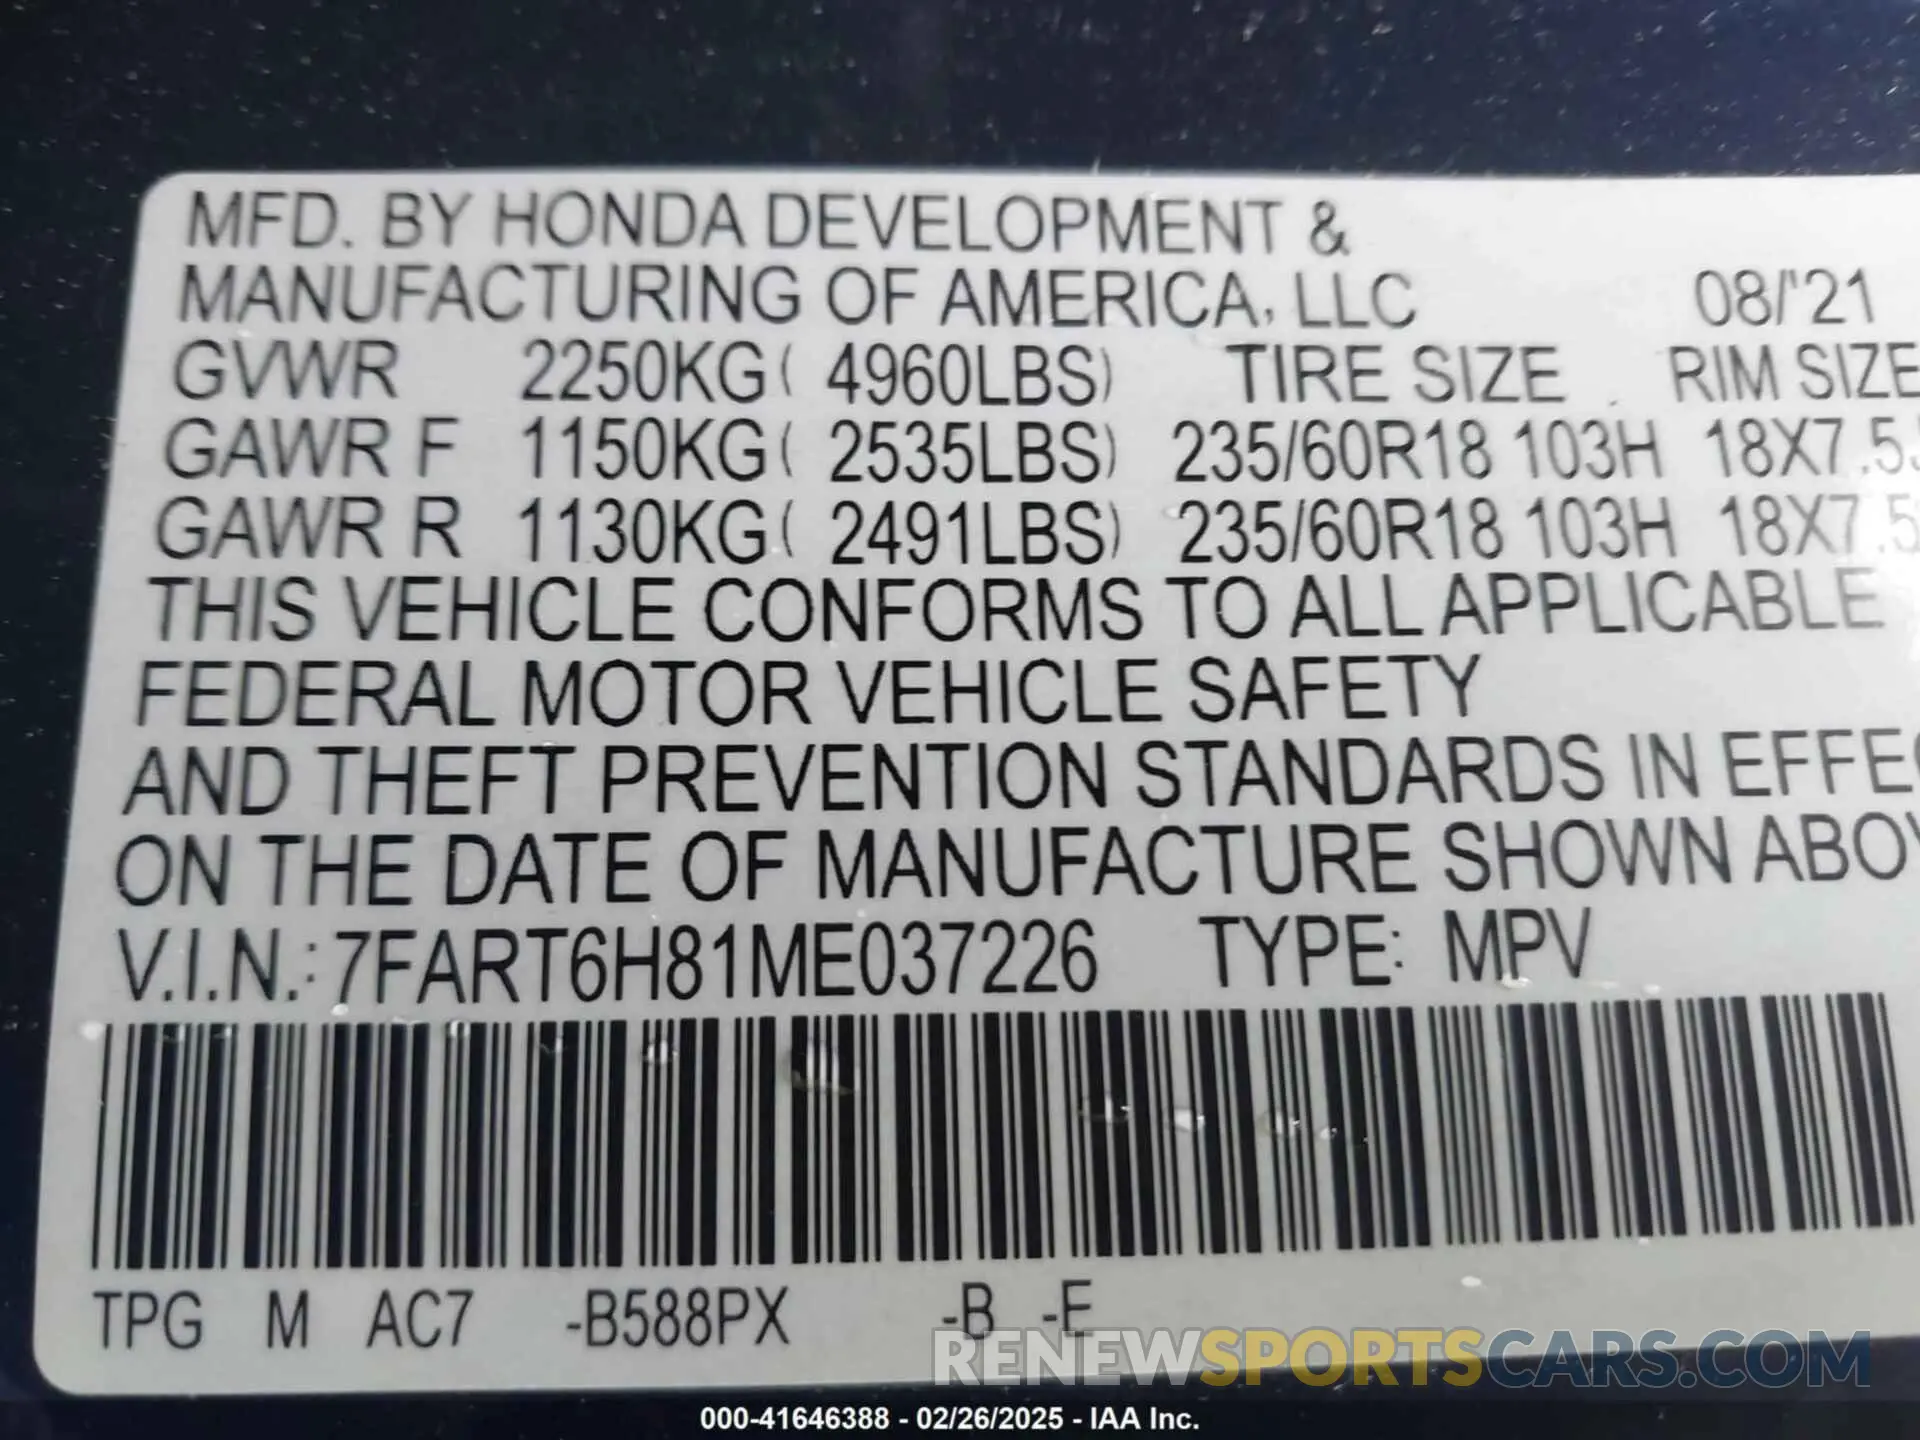 MFD. BY HONDA DEVELOPMENT &
MANUFACTURING OF AMERICA, LLC 08/'21
GVWR 2250KG( 4960LBS) TIRE SIZE RIM SIZE
GAWR F 1150KG( 2535LBS) 235/60R18 103H 18X7.5
GAWR R 1130KG( 2491LBS) 235/60R18 103H 18X7.5
THIS VEHICLE CONFORMS TO ALL APPLICABLE
FEDERAL MOTOR VEHICLE SAFETY
AND THEFT PREVENTION STANDARDS IN EFFE
ON THE DATE OF MANUFACTURE SHOWN ABO
V.I.N.: 7FART6H81ME037226 TYPE: MPV
TPG M AC7 -B588PX -B -E
RENEWSPORTSCARS.COM
000-41646388 - 02/26/2025 - IAA Inc.